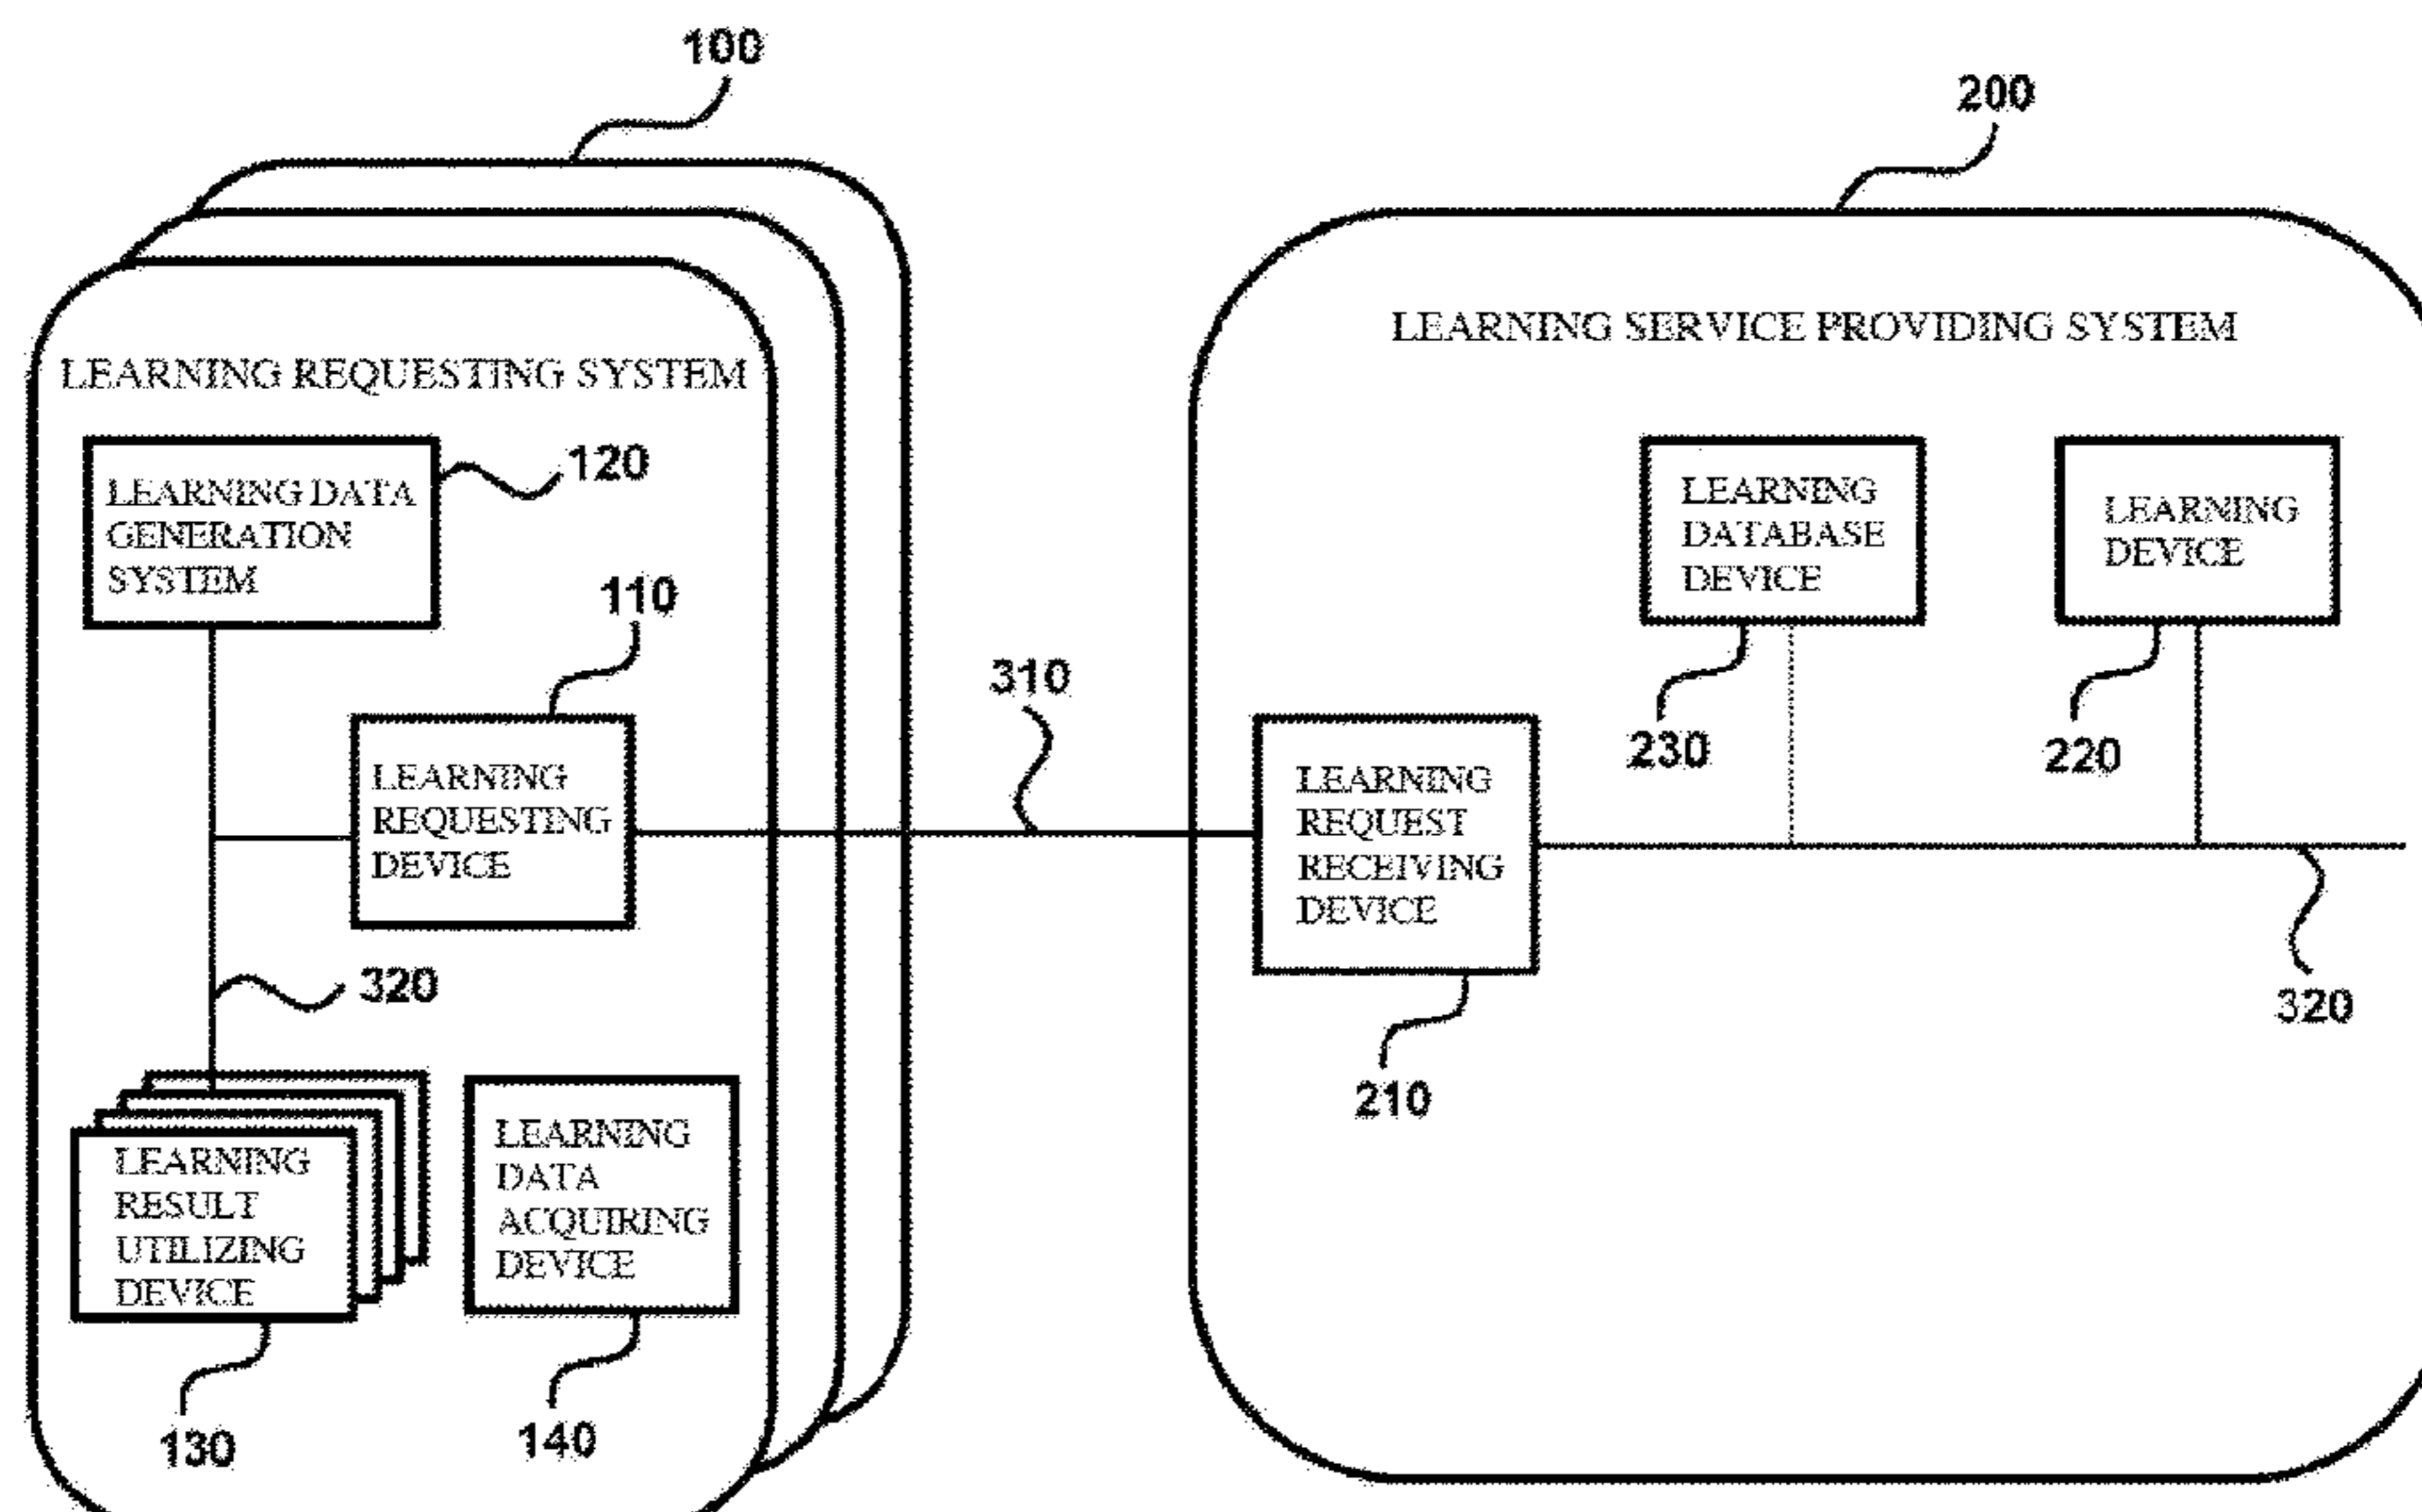 100
200
LEARNING SERVICE PROVIDING SYSTEM
LEARNING REQUESTING SYSTEM
120
LEARNING DATA
GENERATION
SYSTEM
LEARNING
DATABASE
DEVICE
LEARNING
DEVICE
110
310
230
220
LEARNING
REQUESTING
DEVICE
LEARNING
REQUEST
RECEIVING
DEVICE
320
320
210
LEARNING
RESULT
UTILIZING
DEVICE
LEARNING
DATA
ACQUIRING
DEVICE
130
140